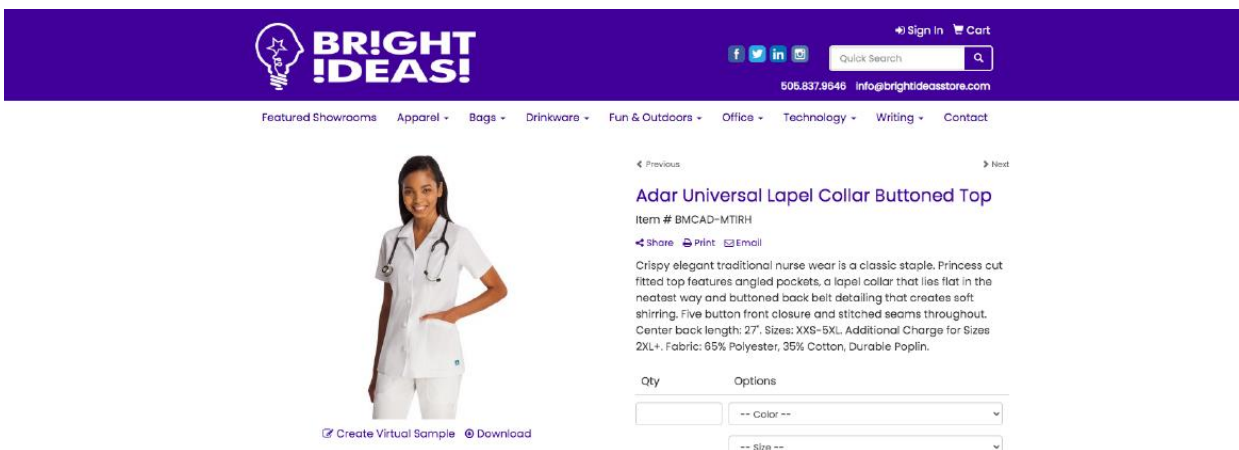 BR!GHT
!DEAS!
Sign In Cart
Quick Search
505.837.9646 info@brightideasstore.com
Featured Showrooms Apparel Bags Drinkware Fun & Outdoors Office Technology Writing Contact
Previous Next
Adar Universal Lapel Collar Buttoned Top
Item # BMCAD-MTIRH
Share Print Email
Crispy elegant traditional nurse wear is a classic staple. Princess cut
fitted top features angled pockets, a lapel collar that lies flat in the
neatest way and buttoned back belt detailing that creates soft
shirring. Five button front closure and stitched seams throughout.
Center back length: 27". Sizes: XXS-5XL. Additional Charge for Sizes
2XL+. Fabric: 65% Polyester, 35% Cotton, Durable Poplin.
Qty Options
-- Color --
-- Size --
Create Virtual Sample Download